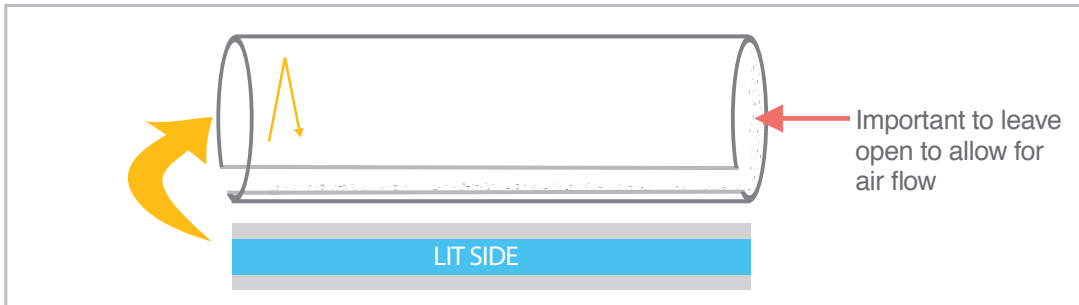 Important to leave
open to allow for
air flow
LIT SIDE